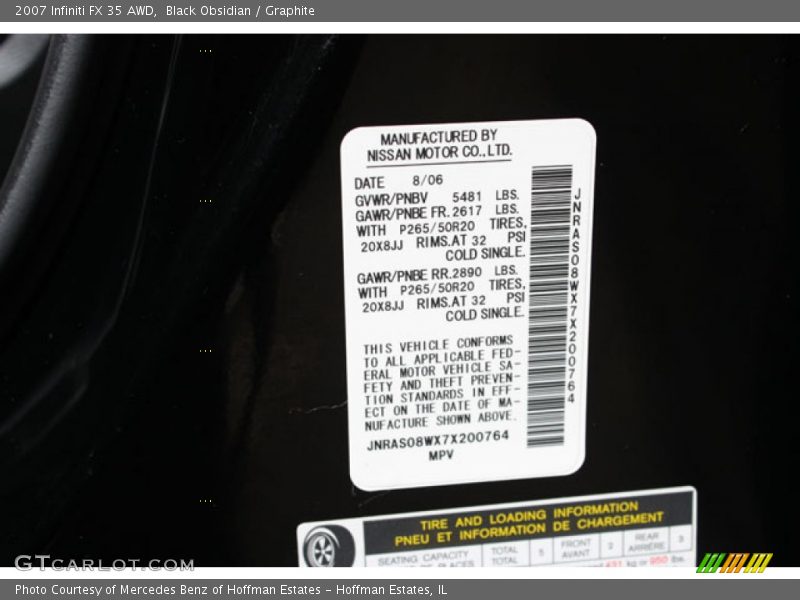 2007 Infiniti FX 35 AWD, Black Obsidian / Graphite
MANUFACTURED BY
NISSAN MOTOR CO., LTD.
DATE 8/06
GVWR/PNBV 5481 LBS.
GAWR/PNBE FR. 2617 LBS.
WITH P265/50R20 TIRES,
20X8JJ RIMS. AT 32 PSI
COLD SINGLE.
GAWR/PNBE RR. 2890 LBS.
WITH P265/50R20 TIRES,
20X8JJ RIMS. AT 32 PSI
COLD SINGLE.
THIS VEHICLE CONFORMS
TO ALL APPLICABLE FED-
ERAL MOTOR VEHICLE SA-
FETY AND THEFT PREVEN-
TION STANDARDS IN EFF-
ECT ON THE DATE OF MA-
NUFACTURE SHOWN ABOVE.
JNRAS08WX7X200764
MPV
JNRAS08WX7X200764
TIRE AND LOADING INFORMATION
PNEU ET INFORMATION DE CHARGEMENT
SEATING CAPACITY TOTAL 5 FRONT 2 REAR 3
TOTAL AVANT ARRIÈRE
kg or 950 lbs.
GTCARLOT.COM
Photo Courtesy of Mercedes Benz of Hoffman Estates - Hoffman Estates, IL